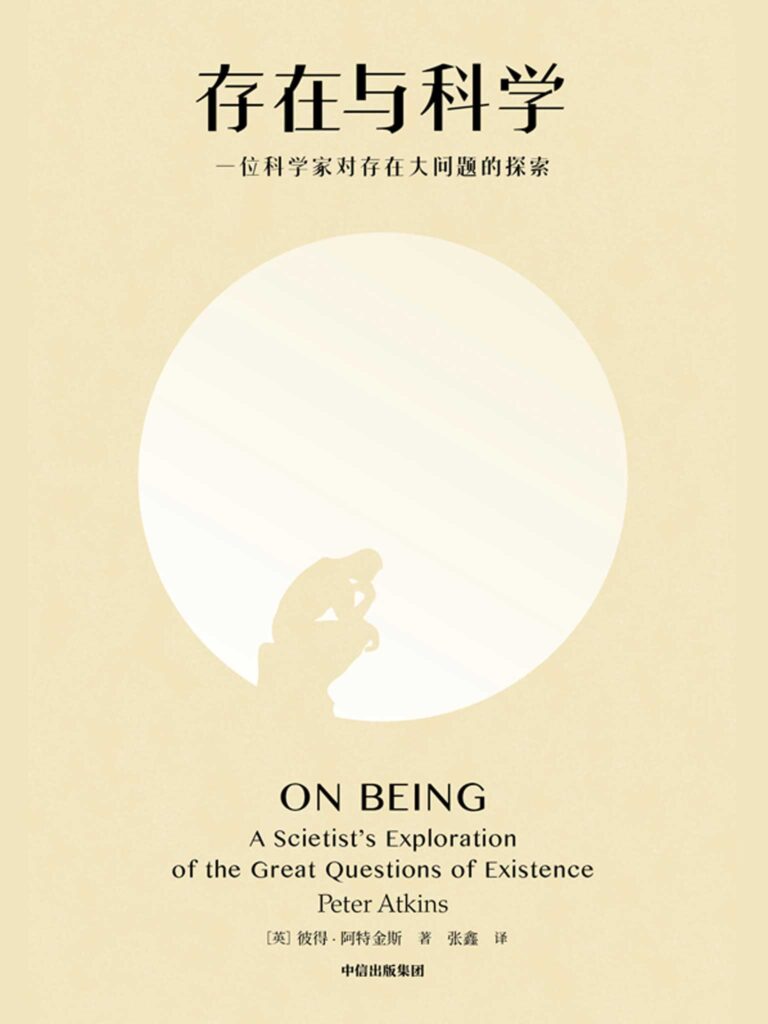 存在与科学
一位科学家对存在大问题的探索
ON BEING
A Scietist's Exploration
of the Great Questions of Existence
Peter Atkins
[英] 彼得·阿特金斯 著 张鑫 译
中信出版集团